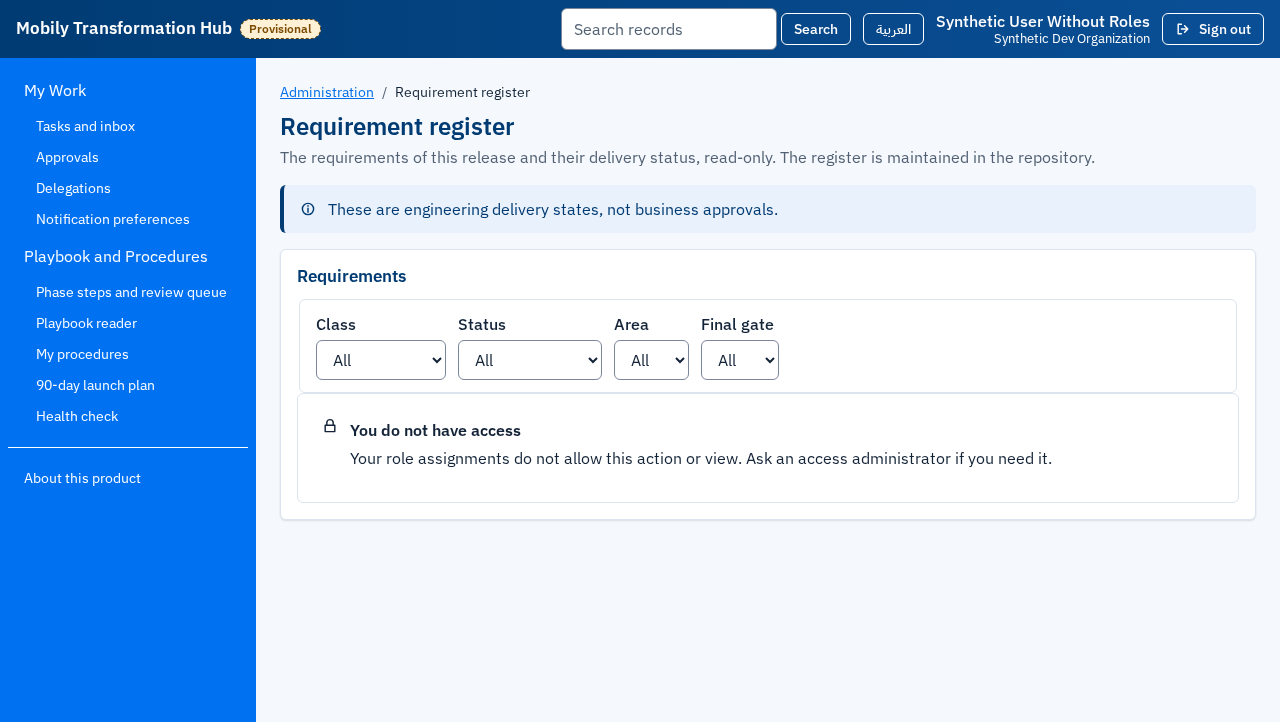 Mobily Transformation Hub
Provisional
Search records
Search
العربية
Synthetic User Without Roles
Synthetic Dev Organization
Sign out
My Work
Tasks and inbox
Approvals
Delegations
Notification preferences
Playbook and Procedures
Phase steps and review queue
Playbook reader
My procedures
90-day launch plan
Health check
About this product
Administration / Requirement register
Requirement register
The requirements of this release and their delivery status, read-only. The register is maintained in the repository.
These are engineering delivery states, not business approvals.
Requirements
Class Status Area Final gate
All All All All
You do not have access
Your role assignments do not allow this action or view. Ask an access administrator if you need it.